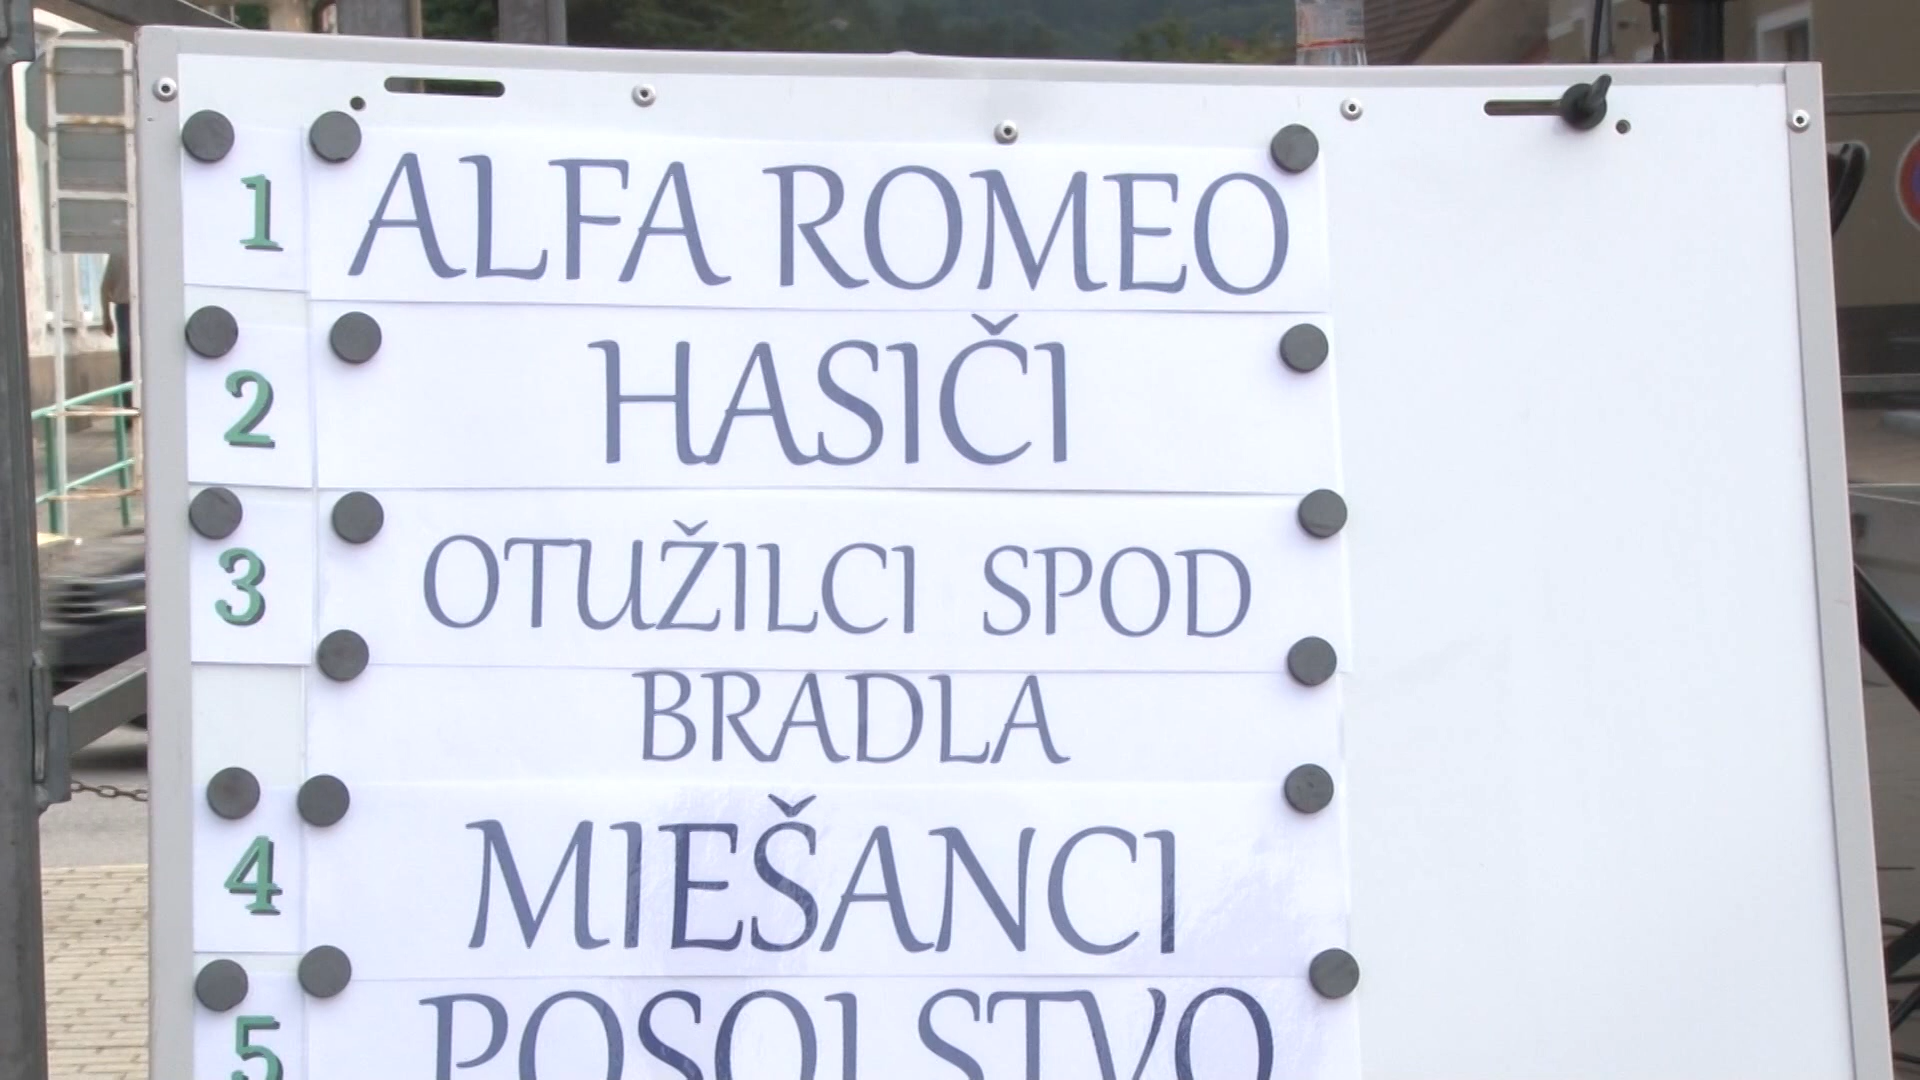 1 ALFA ROMEO
2 HASIČI
3 OTUŽILCI SPOD
BRADLA
4 MIEŠANCI
5 POSOLSTVO